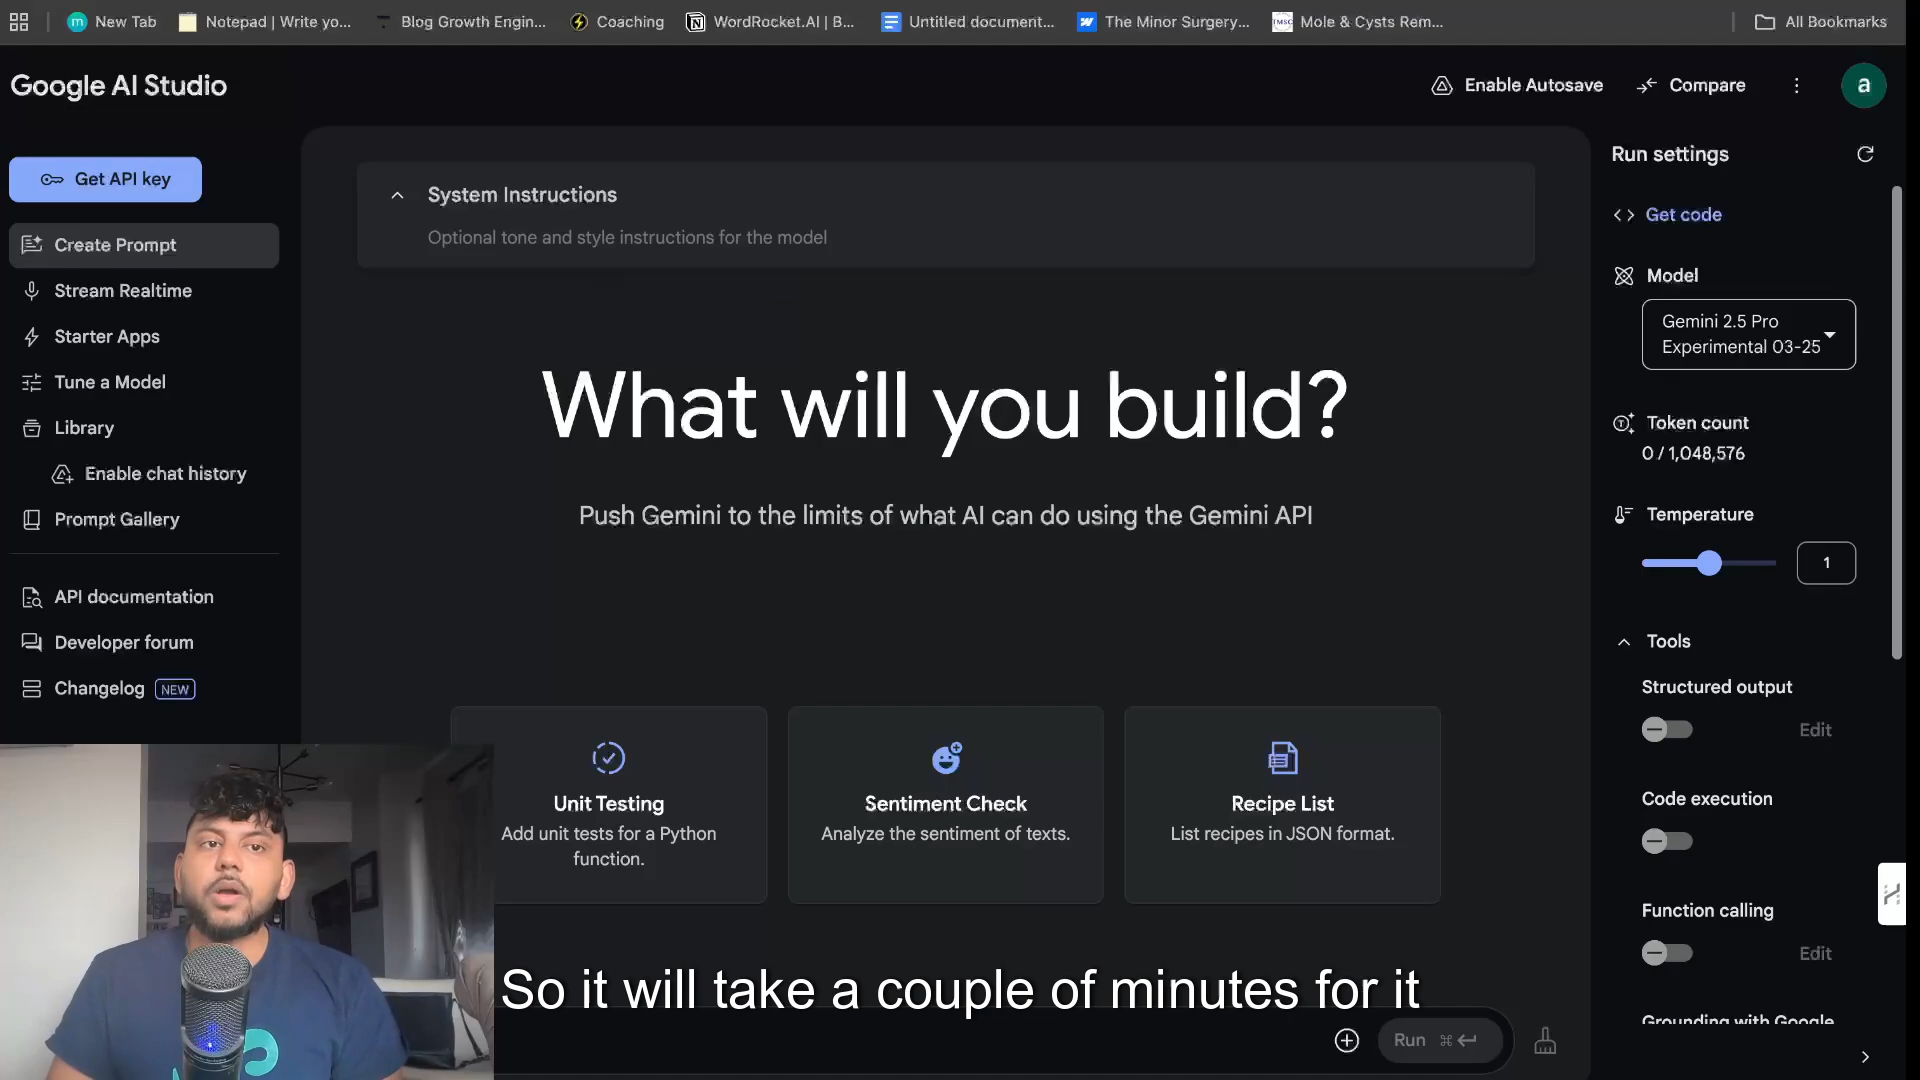 New Tab
Notepad | Write yo...
Blog Growth Engin...
Coaching
WordRocket.AI | B...
Untitled document...
The Minor Surgery...
TMSC
Mole & Cysts Rem...
All Bookmarks
Google AI Studio
Enable Autosave
Compare
a
Get API key
Create Prompt
Stream Realtime
Starter Apps
Tune a Model
Library
Enable chat history
Prompt Gallery
API documentation
Developer forum
Changelog NEW
System Instructions
Optional tone and style instructions for the model
What will you build?
Push Gemini to the limits of what AI can do using the Gemini API
Unit Testing
Add unit tests for a Python
function.
Sentiment Check
Analyze the sentiment of texts.
Recipe List
List recipes in JSON format.
So it will take a couple of minutes for it
Run ⌘↵
Run settings
Get code
Model
Gemini 2.5 Pro
Experimental 03-25
Token count
0 / 1,048,576
Temperature
1
Tools
Structured output
Edit
Code execution
Function calling
Edit
Grounding with Google